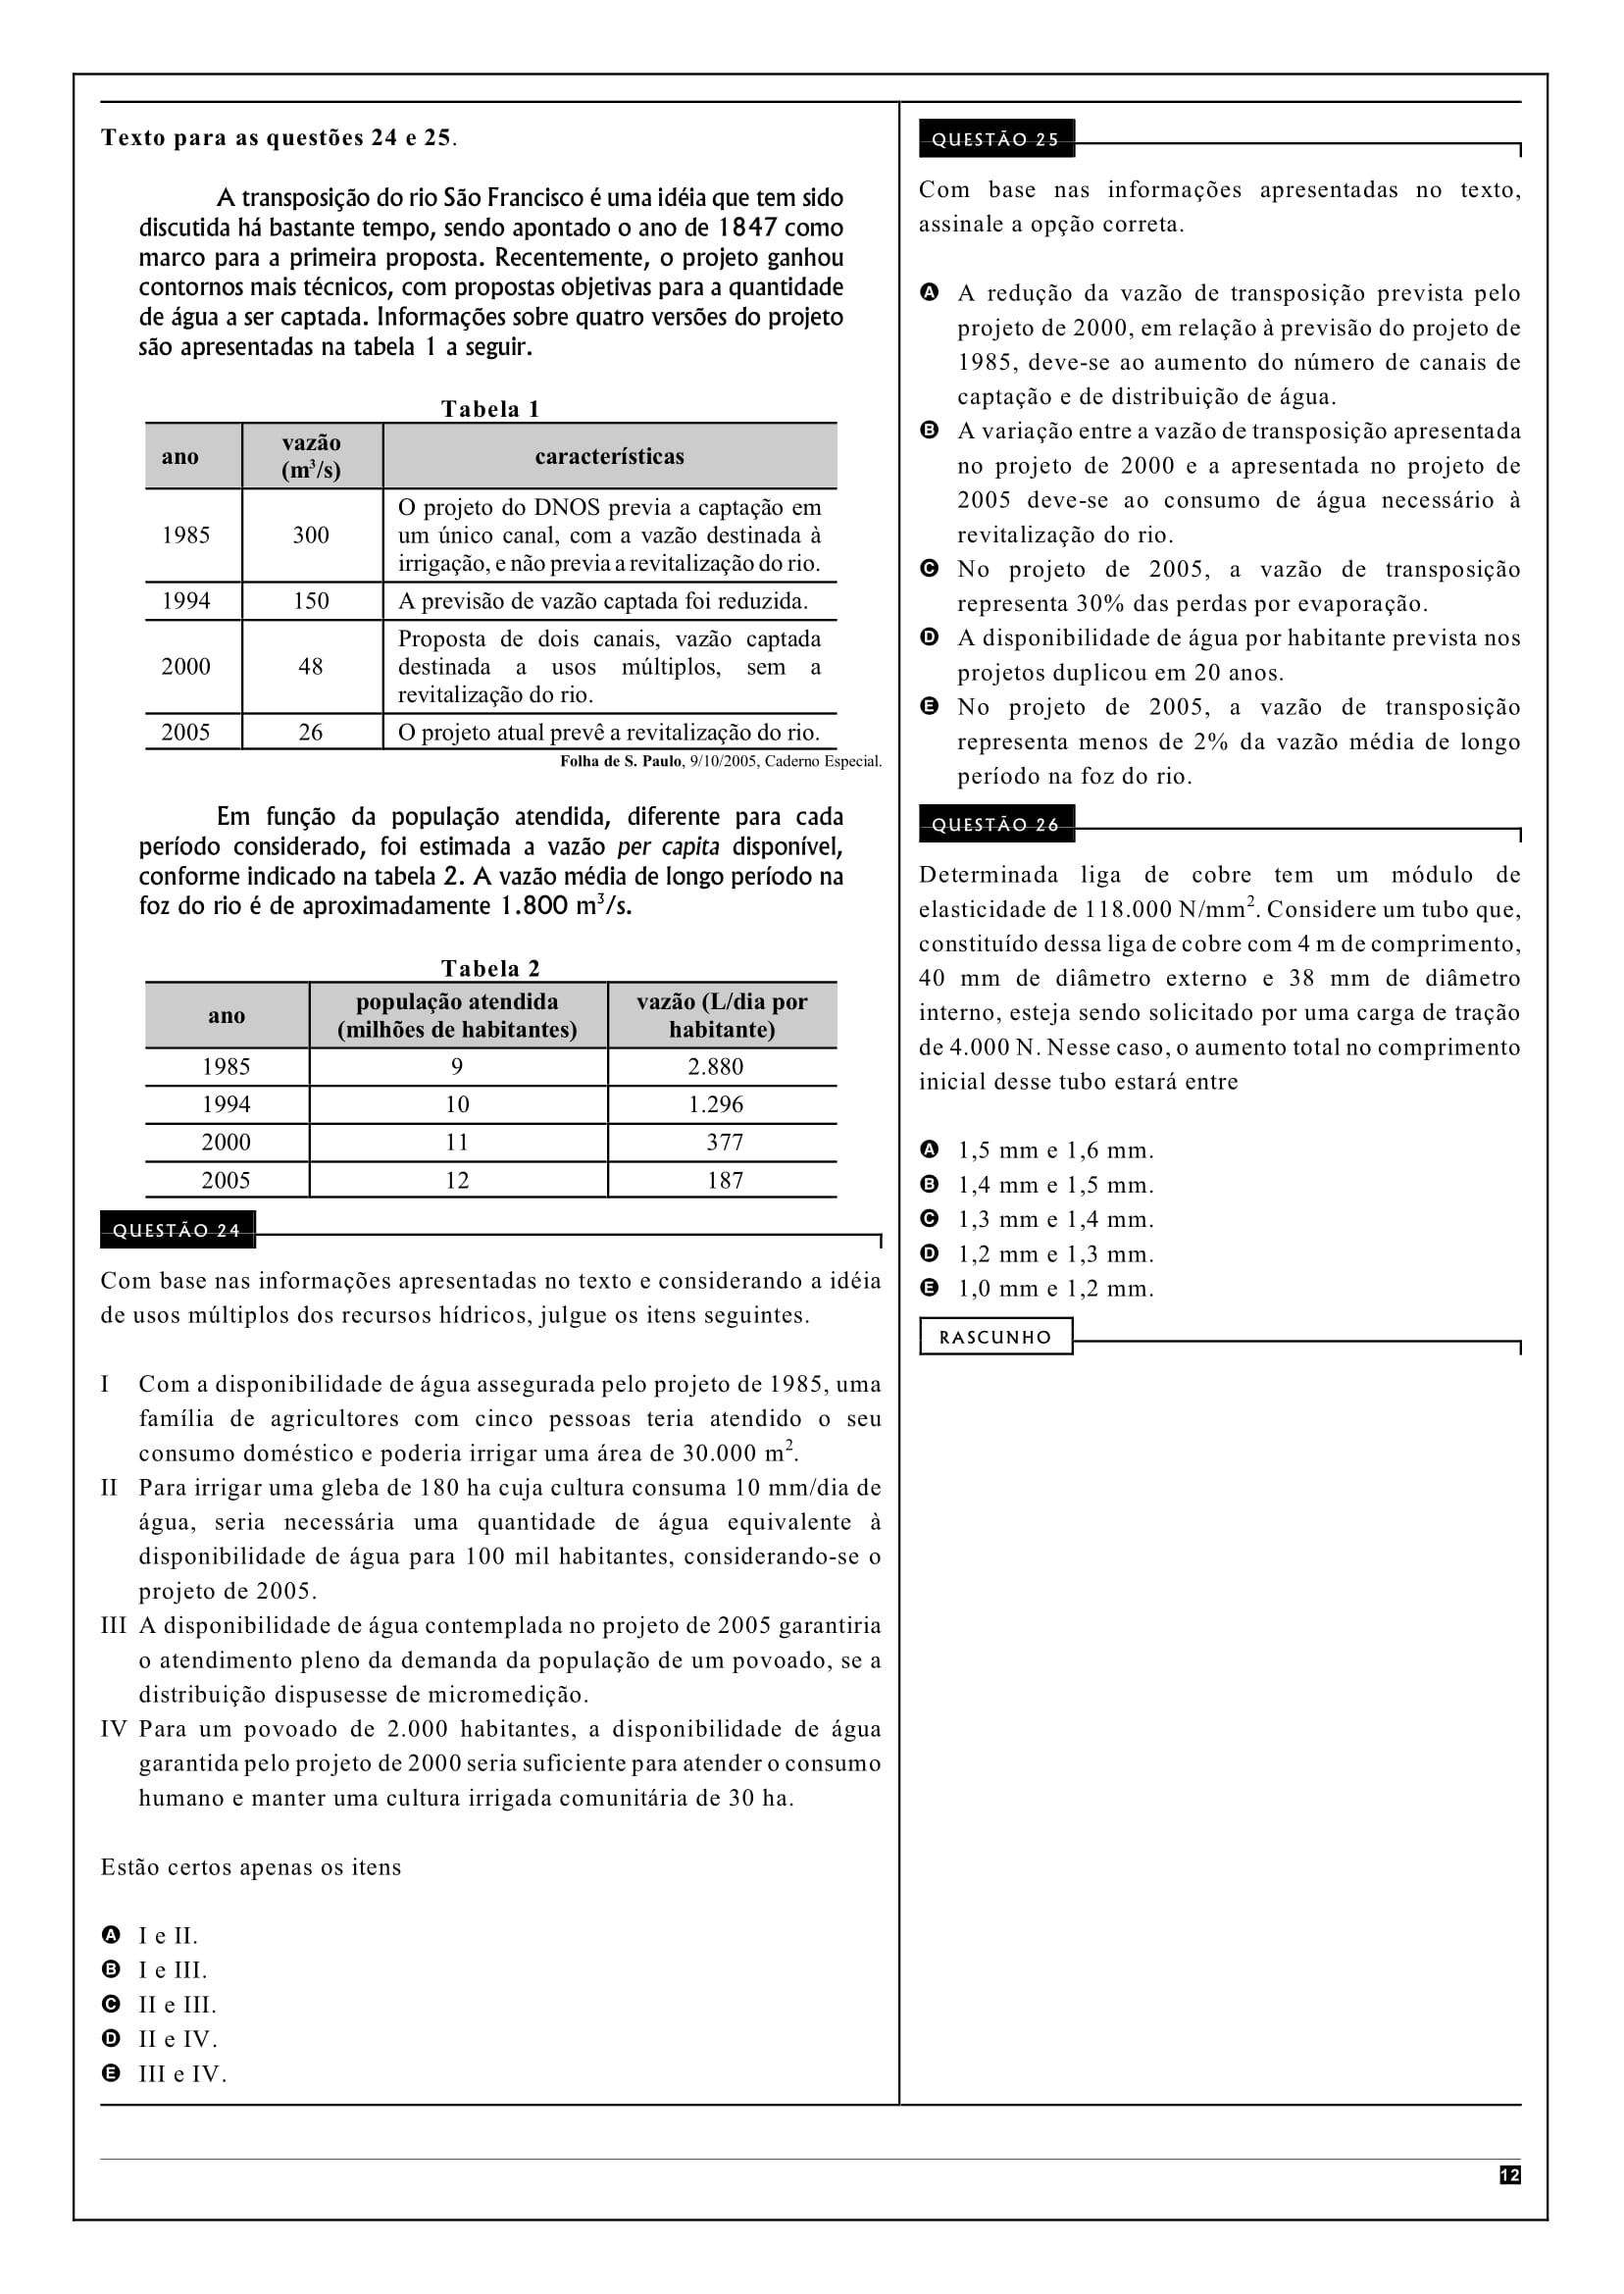 Texto para as questões 24 e 25.
A transposição do rio São Francisco é uma idéia que tem sido
discutida há bastante tempo, sendo apontado o ano de 1847 como
marco para a primeira proposta. Recentemente, o projeto ganhou
contornos mais técnicos, com propostas objetivas para a quantidade
de água a ser captada. Informações sobre quatro versões do projeto
são apresentadas na tabela 1 a seguir.
Tabela 1
ano vazão (m³/s) características
1985 300 O projeto do DNOS previa a captação em
um único canal, com a vazão destinada à
irrigação, e não previa a revitalização do rio.
1994 150 A previsão de vazão captada foi reduzida.
2000 48 Proposta de dois canais, vazão captada
destinada a usos múltiplos, sem a
revitalização do rio.
2005 26 O projeto atual prevê a revitalização do rio.
Folha de S. Paulo, 9/10/2005, Caderno Especial.
Em função da população atendida, diferente para cada
período considerado, foi estimada a vazão per capita disponível,
conforme indicado na tabela 2. A vazão média de longo período na
foz do rio é de aproximadamente 1.800 m³/s.
Tabela 2
ano população atendida (milhões de habitantes) vazão (L/dia por habitante)
1985 9 2.880
1994 10 1.296
2000 11 377
2005 12 187
QUESTÃO 24
Com base nas informações apresentadas no texto e considerando a idéia
de usos múltiplos dos recursos hídricos, julgue os itens seguintes.
I Com a disponibilidade de água assegurada pelo projeto de 1985, uma
família de agricultores com cinco pessoas teria atendido o seu
consumo doméstico e poderia irrigar uma área de 30.000 m².
II Para irrigar uma gleba de 180 ha cuja cultura consuma 10 mm/dia de
água, seria necessária uma quantidade de água equivalente à
disponibilidade de água para 100 mil habitantes, considerando-se o
projeto de 2005.
III A disponibilidade de água contemplada no projeto de 2005 garantiria
o atendimento pleno da demanda da população de um povoado, se a
distribuição dispusesse de micromedição.
IV Para um povoado de 2.000 habitantes, a disponibilidade de água
garantida pelo projeto de 2000 seria suficiente para atender o consumo
humano e manter uma cultura irrigada comunitária de 30 ha.
Estão certos apenas os itens
A I e II.
B I e III.
C II e III.
D II e IV.
E III e IV.
QUESTÃO 25
Com base nas informações apresentadas no texto,
assinale a opção correta.
A A redução da vazão de transposição prevista pelo
projeto de 2000, em relação à previsão do projeto de
1985, deve-se ao aumento do número de canais de
captação e de distribuição de água.
B A variação entre a vazão de transposição apresentada
no projeto de 2000 e a apresentada no projeto de
2005 deve-se ao consumo de água necessário à
revitalização do rio.
C No projeto de 2005, a vazão de transposição
representa 30% das perdas por evaporação.
D A disponibilidade de água por habitante prevista nos
projetos duplicou em 20 anos.
E No projeto de 2005, a vazão de transposição
representa menos de 2% da vazão média de longo
período na foz do rio.
QUESTÃO 26
Determinada liga de cobre tem um módulo de
elasticidade de 118.000 N/mm². Considere um tubo que,
constituído dessa liga de cobre com 4 m de comprimento,
40 mm de diâmetro externo e 38 mm de diâmetro
interno, esteja sendo solicitado por uma carga de tração
de 4.000 N. Nesse caso, o aumento total no comprimento
inicial desse tubo estará entre
A 1,5 mm e 1,6 mm.
B 1,4 mm e 1,5 mm.
C 1,3 mm e 1,4 mm.
D 1,2 mm e 1,3 mm.
E 1,0 mm e 1,2 mm.
RASCUNHO
12